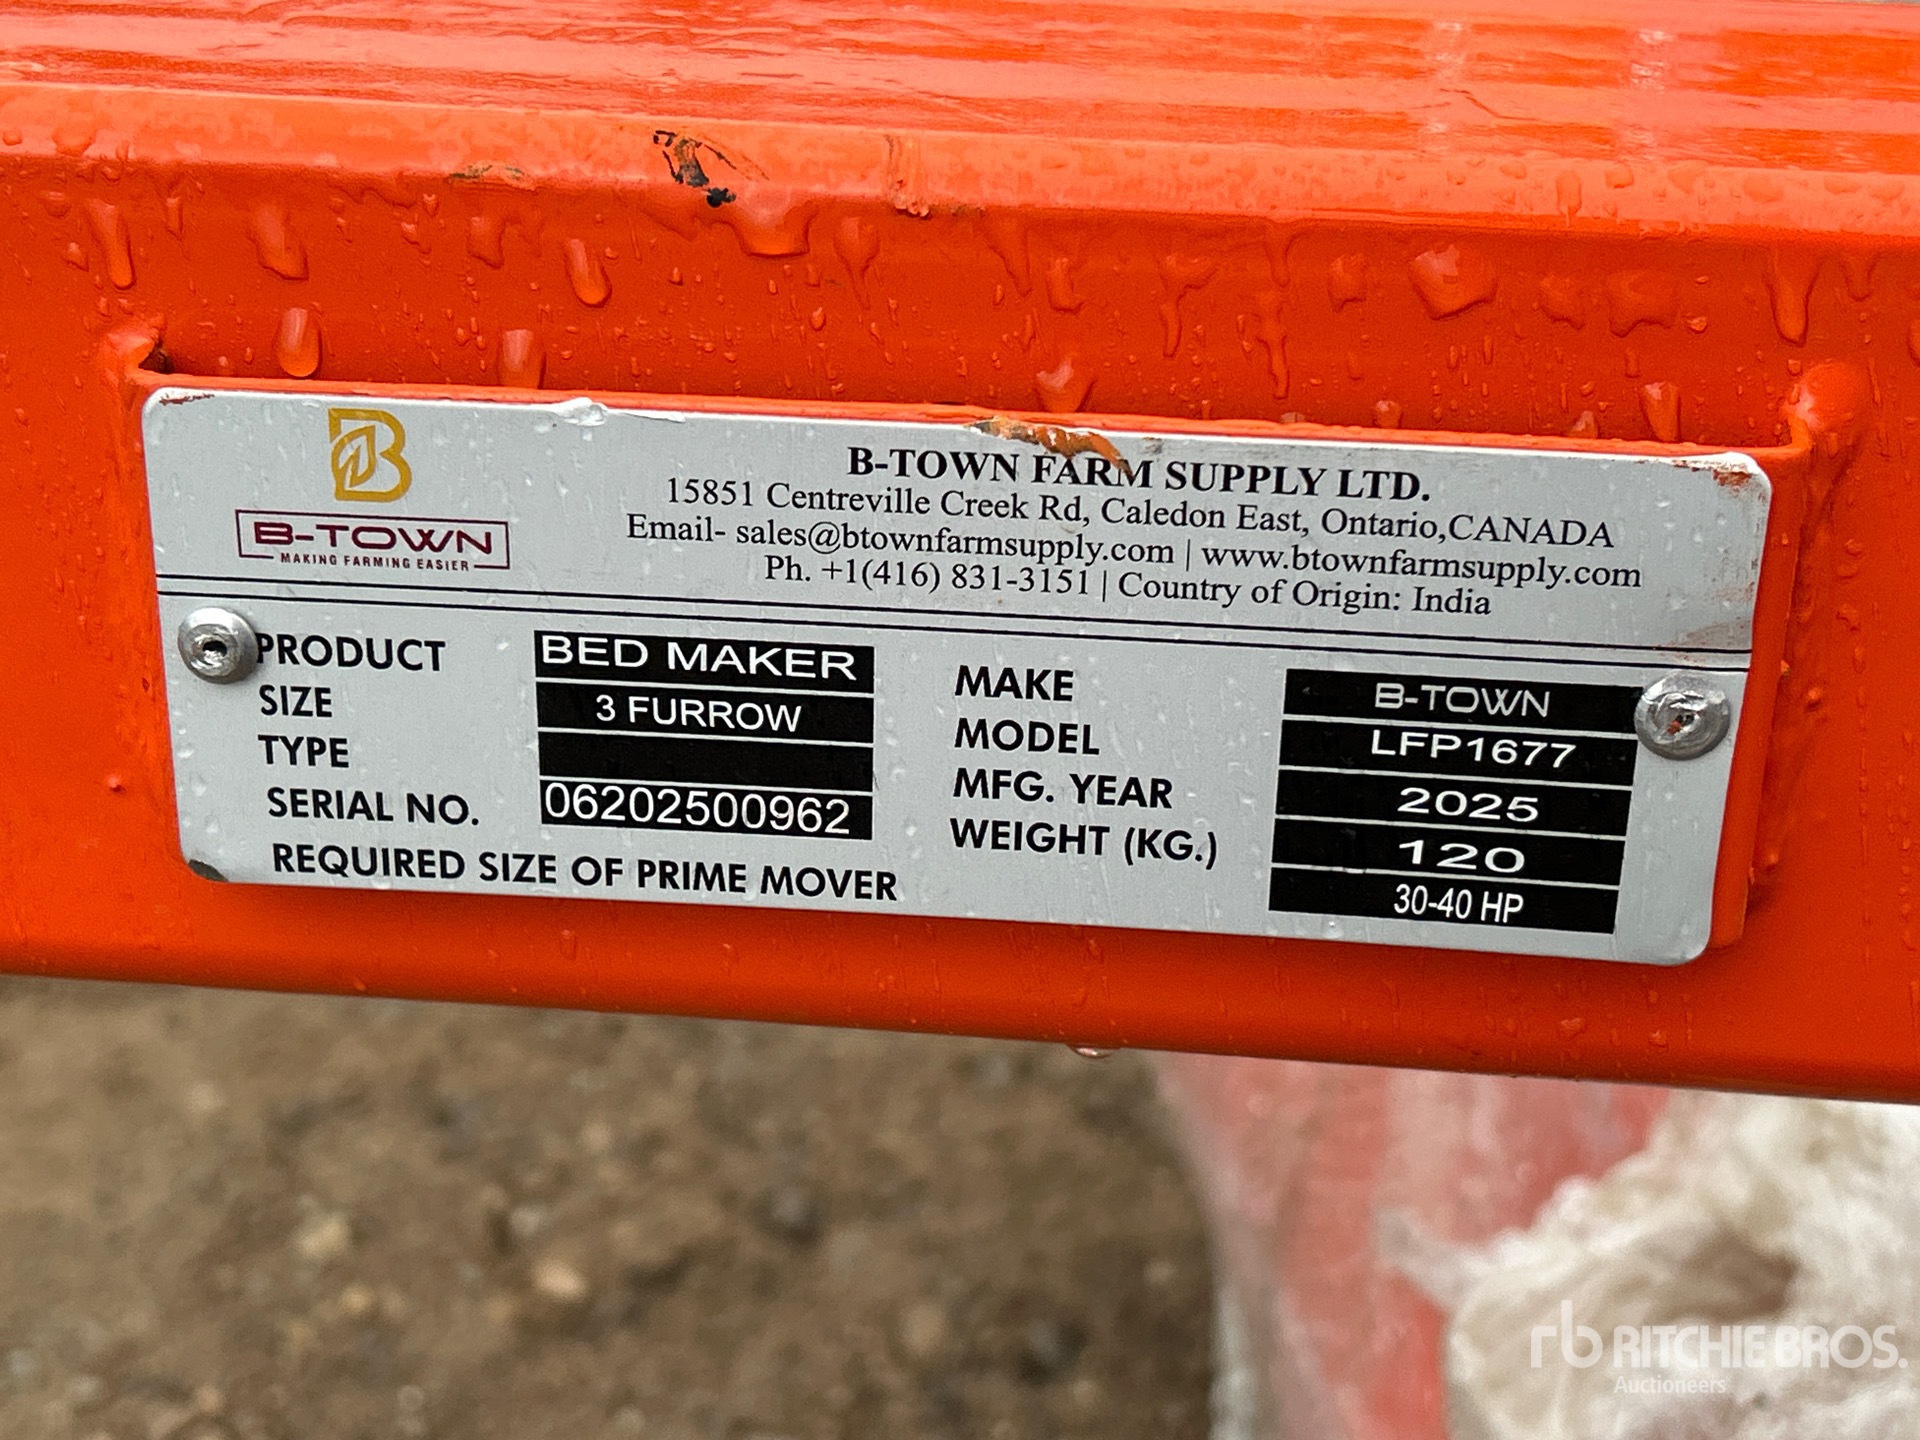 B-TOWN
MAKING FARMING EASIER
B-TOWN FARM SUPPLY LTD.
15851 Centreville Creek Rd, Caledon East, Ontario,CANADA
Email- sales@btownfarmsupply.com | www.btownfarmsupply.com
Ph. +1(416) 831-3151 | Country of Origin: India
PRODUCT BED MAKER
SIZE 3 FURROW
TYPE
SERIAL NO. 06202500962
MAKE B-TOWN
MODEL LFP1677
MFG. YEAR 2025
WEIGHT (KG.) 120
REQUIRED SIZE OF PRIME MOVER 30-40 HP
rb RITCHIE BROS.
Auctioneers